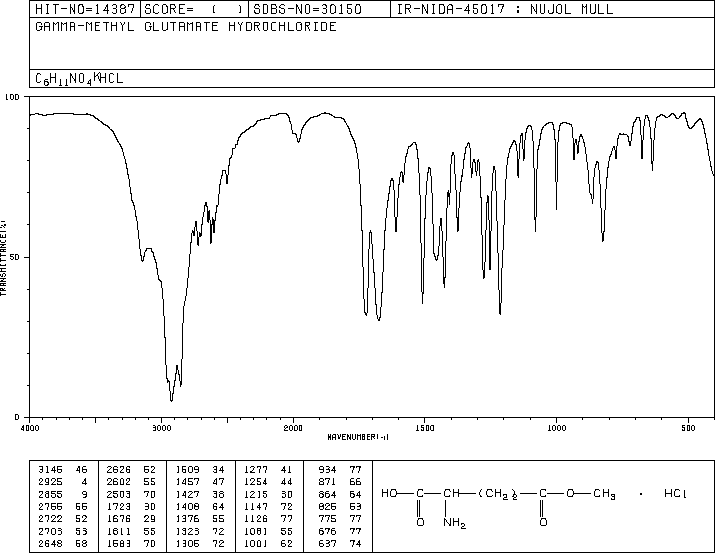 HIT-NO=14387 SCORE= ( ) SDBS-NO=30150 IR-NIDA-45017 : NUJOL MULL
GAMMA-METHYL GLUTAMATE HYDROCHLORIDE
C6H11NO4·HCL
100
50
0
TRANSMITTANCE(%)
4000 3000 2000 1500 1000 500
WAVENUMBER(-1)
3145 46 2626 52 1509 34 1277 41 934 77
2925 4 2602 55 1457 47 1254 44 871 66
2855 9 2503 70 1427 38 1215 30 864 64
2755 55 1723 30 1408 64 1147 72 825 53
2722 52 1676 29 1376 55 1126 77 775 77
2703 53 1611 55 1323 72 1081 55 676 77
2648 58 1583 70 1305 72 1001 62 637 74
HO—C—CH—(CH2)2—C—O—CH3 · HCl
O NH2 O